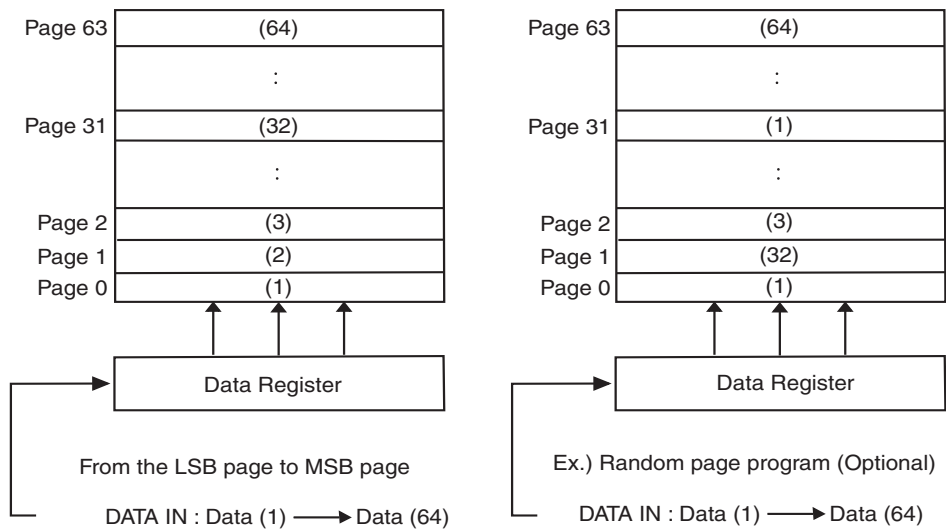 Page 63 (64)
:
Page 31 (32)
:
Page 2 (3)
Page 1 (2)
Page 0 (1)
Data Register
From the LSB page to MSB page
DATA IN : Data (1) → Data (64)
Page 63 (64)
:
Page 31 (1)
:
Page 2 (3)
Page 1 (32)
Page 0 (1)
Data Register
Ex.) Random page program (Optional)
DATA IN : Data (1) → Data (64)